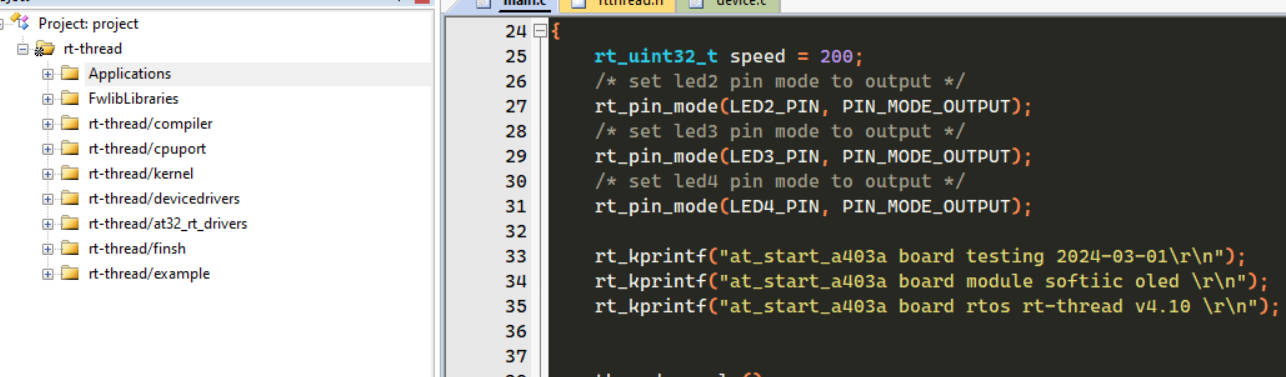 Project: project
rt-thread
Applications
FwlibLibraries
rt-thread/compiler
rt-thread/cpuport
rt-thread/kernel
rt-thread/devicedrivers
rt-thread/at32_rt_drivers
rt-thread/finsh
rt-thread/example
main.c rtthread.h device.c
24 {
25 rt_uint32_t speed = 200;
26 /* set led2 pin mode to output */
27 rt_pin_mode(LED2_PIN, PIN_MODE_OUTPUT);
28 /* set led3 pin mode to output */
29 rt_pin_mode(LED3_PIN, PIN_MODE_OUTPUT);
30 /* set led4 pin mode to output */
31 rt_pin_mode(LED4_PIN, PIN_MODE_OUTPUT);
32
33 rt_kprintf("at_start_a403a board testing 2024-03-01\r\n");
34 rt_kprintf("at_start_a403a board module softiic oled \r\n");
35 rt_kprintf("at_start_a403a board rtos rt-thread v4.10 \r\n");
36
37